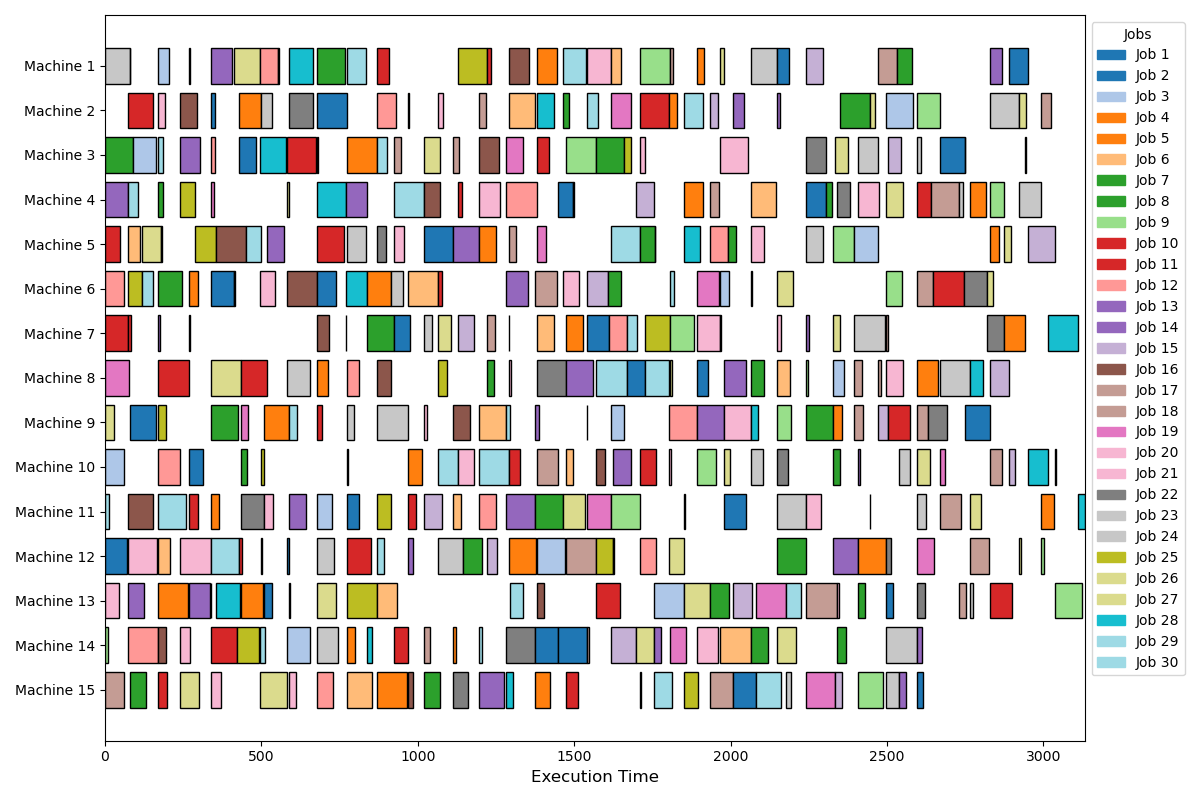 Jobs
Machine 1
Machine 2
Machine 3
Machine 4
Machine 5
Machine 6
Machine 7
Machine 8
Machine 9
Machine 10
Machine 11
Machine 12
Machine 13
Machine 14
Machine 15
Job 1
Job 2
Job 3
Job 4
Job 5
Job 6
Job 7
Job 8
Job 9
Job 10
Job 11
Job 12
Job 13
Job 14
Job 15
Job 16
Job 17
Job 18
Job 19
Job 20
Job 21
Job 22
Job 23
Job 24
Job 25
Job 26
Job 27
Job 28
Job 29
Job 30
0 500 1000 1500 2000 2500 3000
Execution Time